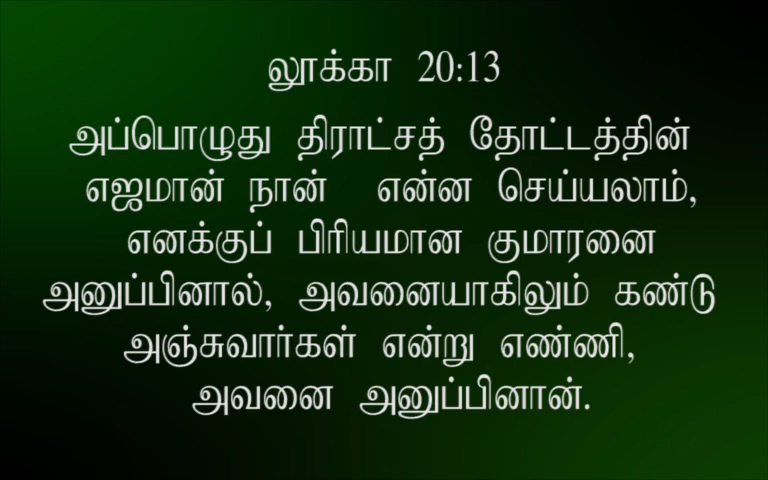 லூக்கா 20:13
அப்பொழுது திராட்சத் தோட்டத்தின்
எஜமான் நான் என்ன செய்யலாம்,
எனக்குப் பிரியமான குமாரனை
அனுப்பினால், அவனையாகிலும் கண்டு
அஞ்சுவார்கள் என்று எண்ணி,
அவனை அனுப்பினான்.